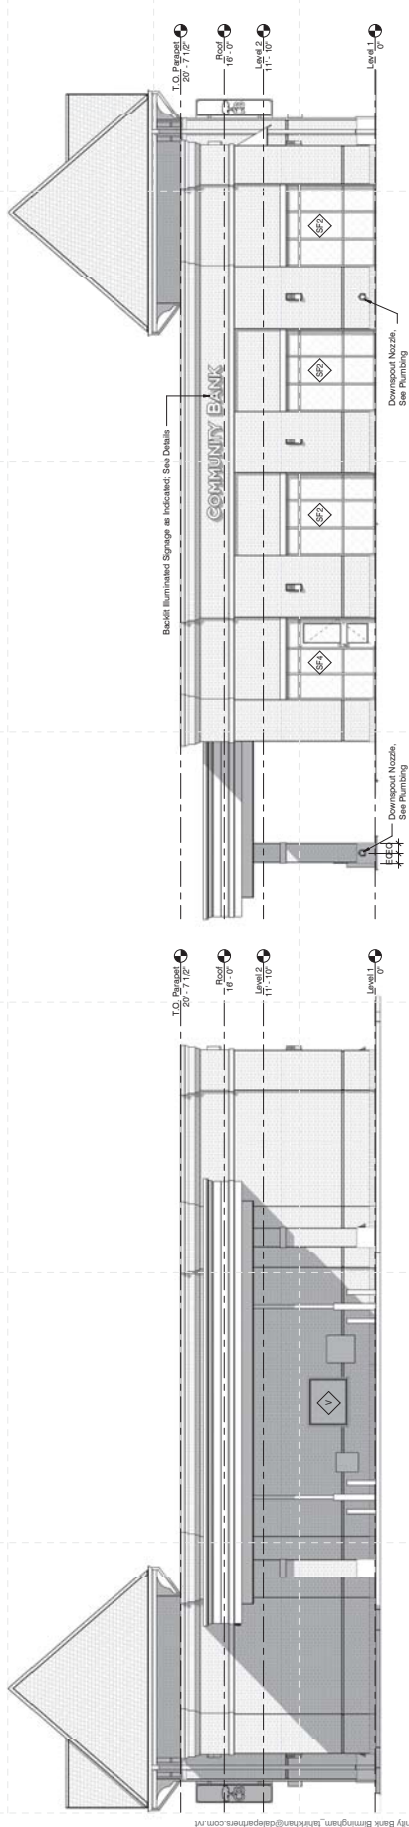 T.O. Parapet
20' - 7 1/2"
Roof
16' - 0"
Level 2
11' - 10"
Level 1
0"
Backlit Illuminated Signage as Indicated; See Details
COMMUNITY BANK
SF4
SF2
SF2
SF2
Downspout Nozzle,
See Plumbing
Downspout Nozzle,
See Plumbing
EQ
EQ
T.O. Parapet
20' - 7 1/2"
Roof
16' - 0"
Level 2
11' - 10"
Level 1
0"
V
ity Bank Birmingham_tahirkhan@dalepartners.com.rvt